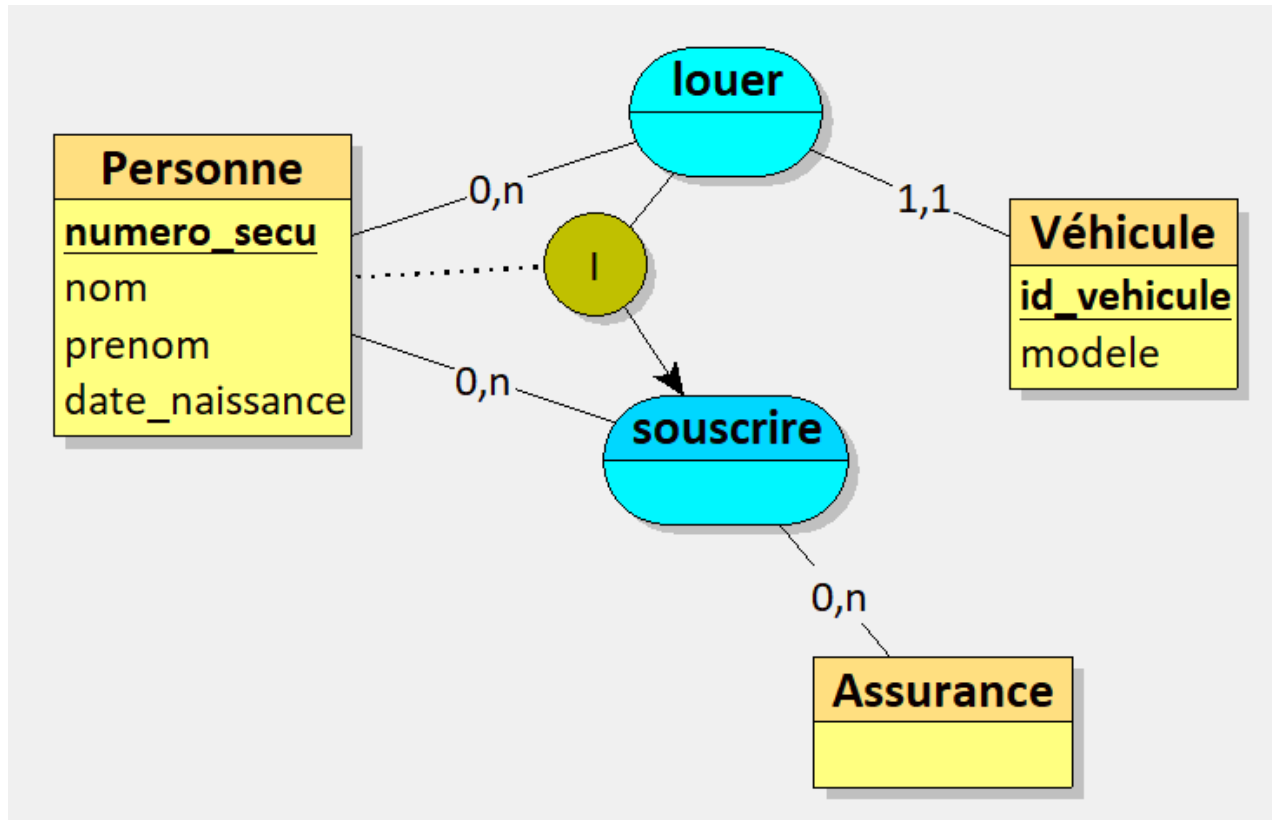 louer
Personne
numero_secu
nom
prenom
date_naissance
0,n
1,1
Véhicule
id_vehicule
modele
I
0,n
souscrire
0,n
Assurance